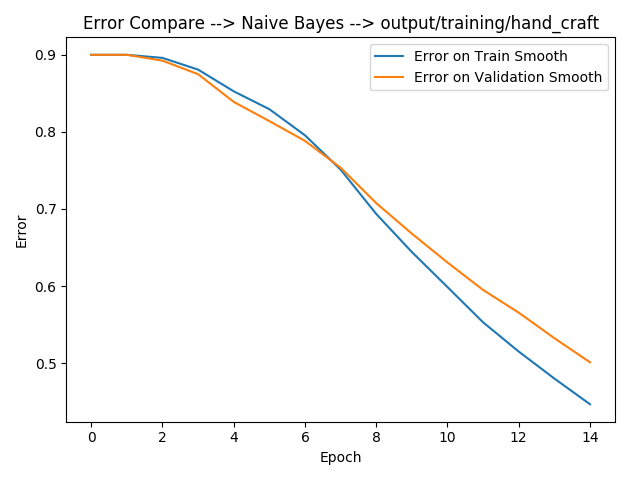 Error Compare --> Naive Bayes --> output/training/hand_craft
Error on Train Smooth
Error on Validation Smooth
Error
0.9
0.8
0.7
0.6
0.5
0 2 4 6 8 10 12 14
Epoch